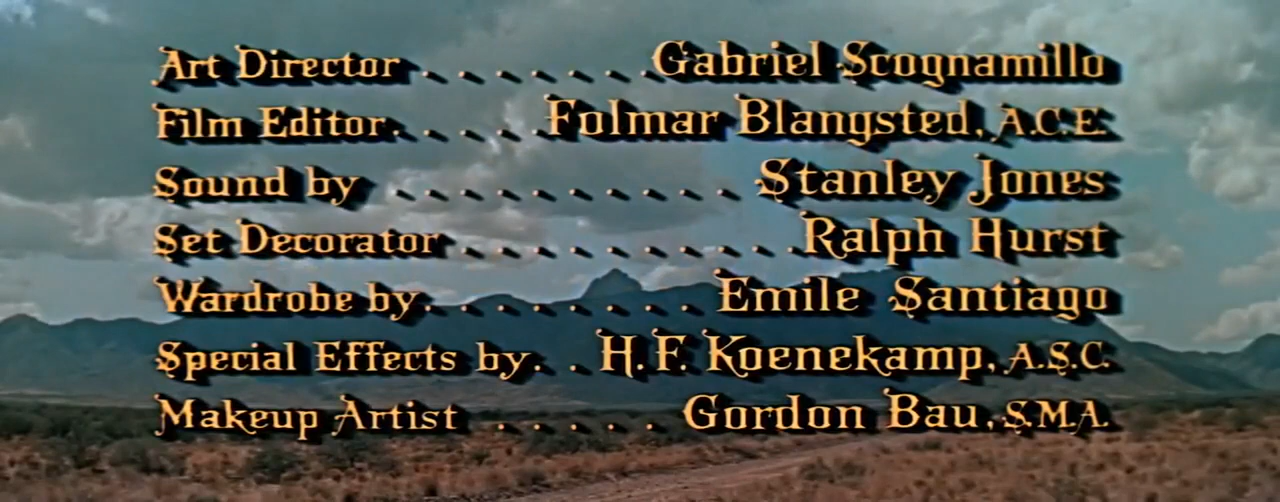 Art Director . . . . . . . Gabriel Scognamillo
Film Editor. . . . . Folmar Blangsted, A.C.E.
Sound by . . . . . . . . . . Stanley Jones
Set Decorator . . . . . . . . . . Ralph Hurst
Wardrobe by. . . . . . . . Emile Santiago
Special Effects by. . H.F. Koenekamp, A.S.C.
Makeup Artist . . . . . Gordon Bau, S.M.A.